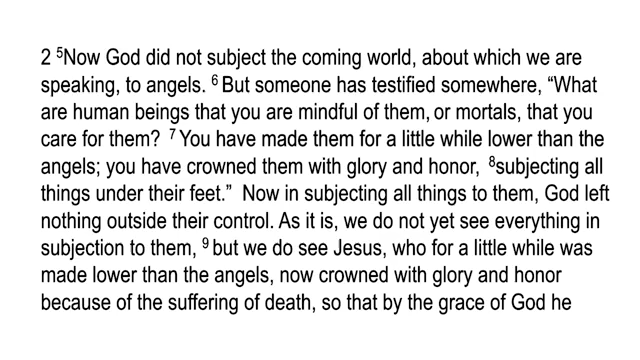 2 ⁵Now God did not subject the coming world, about which we are
speaking, to angels. ⁶ But someone has testified somewhere, “What
are human beings that you are mindful of them, or mortals, that you
care for them? ⁷ You have made them for a little while lower than the
angels; you have crowned them with glory and honor, ⁸subjecting all
things under their feet.” Now in subjecting all things to them, God left
nothing outside their control. As it is, we do not yet see everything in
subjection to them, ⁹ but we do see Jesus, who for a little while was
made lower than the angels, now crowned with glory and honor
because of the suffering of death, so that by the grace of God he